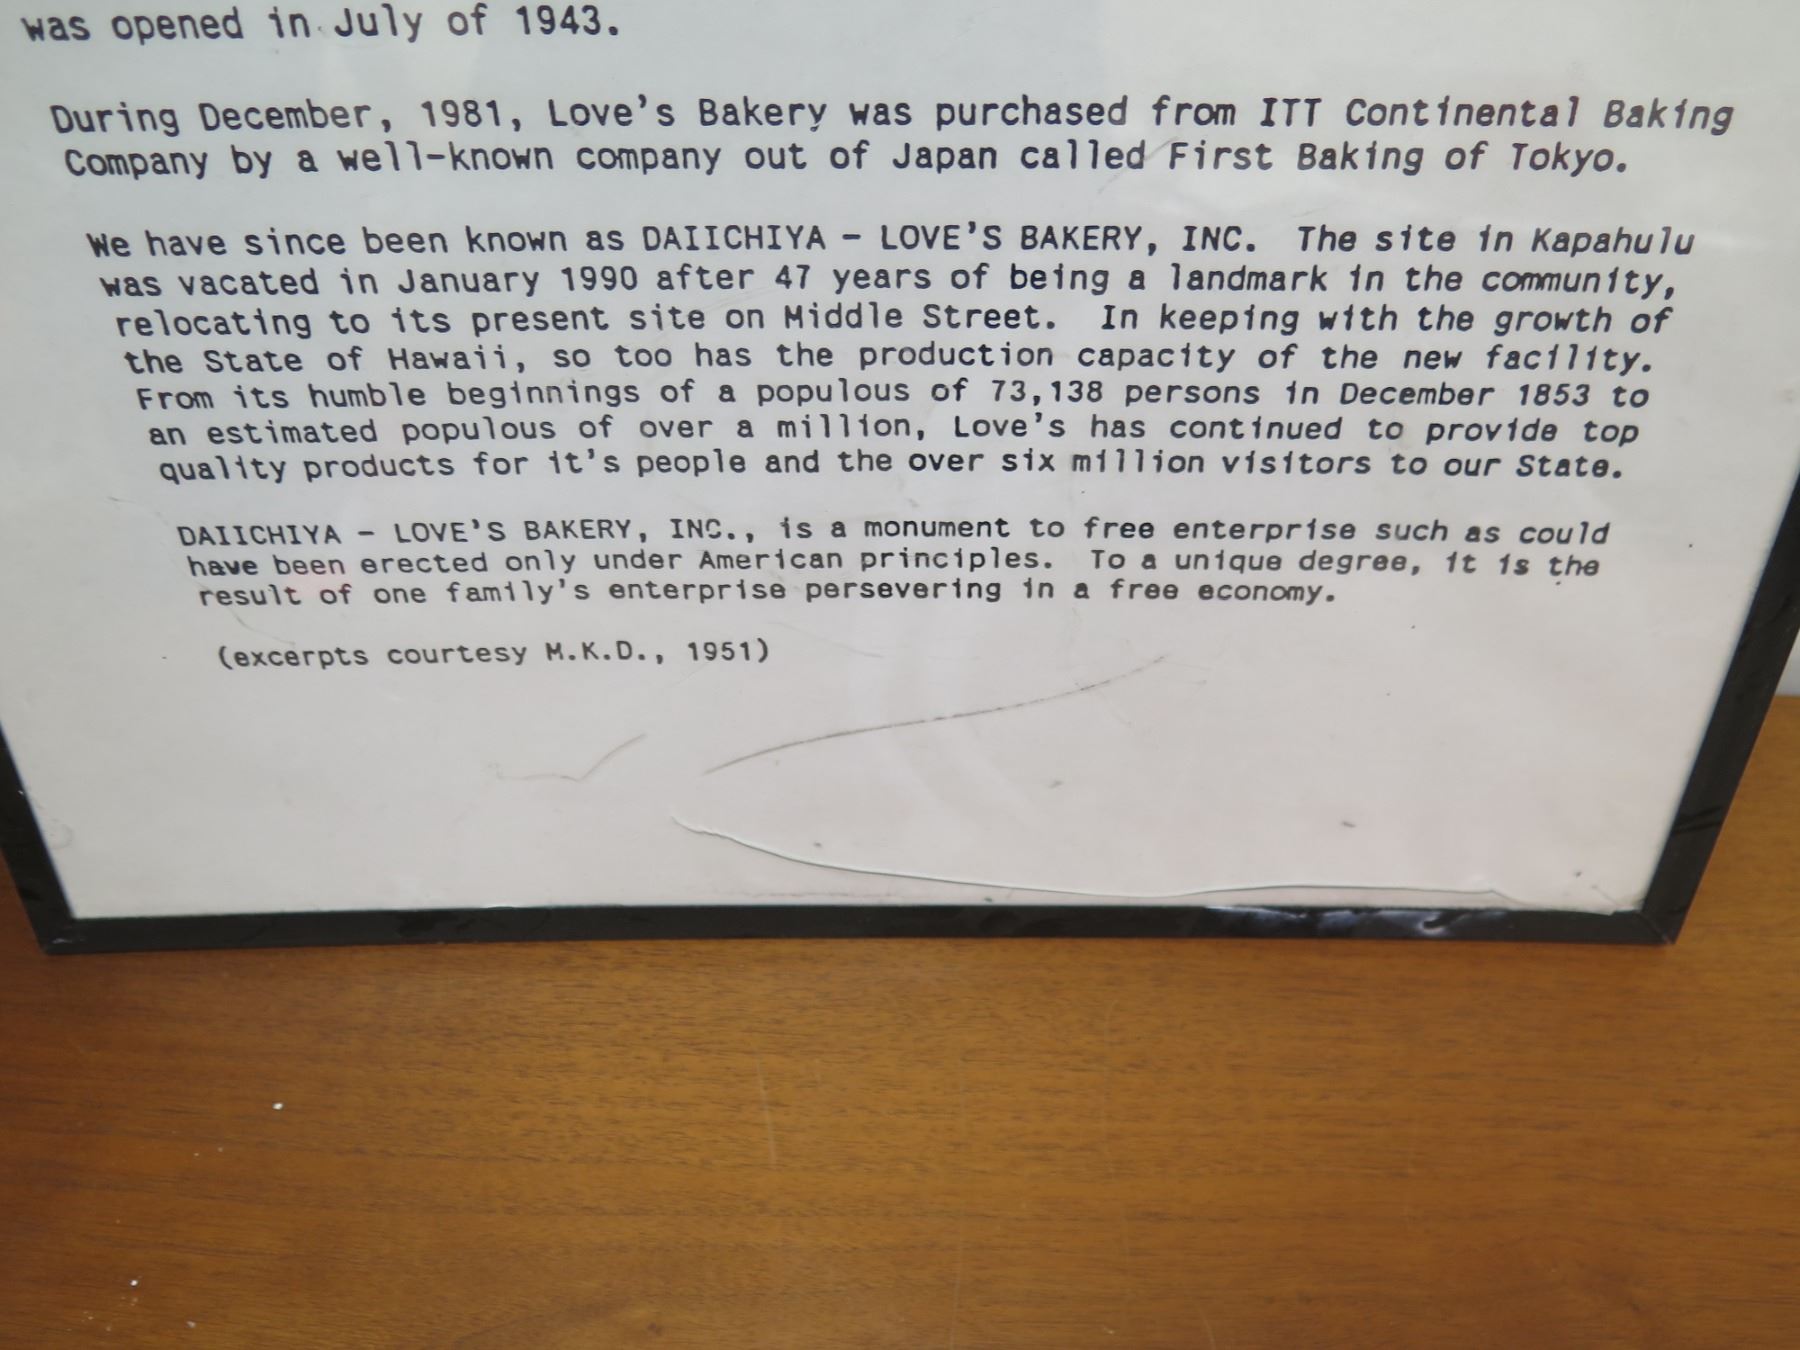 was opened in July of 1943.
During December, 1981, Love's Bakery was purchased from ITT Continental Baking
Company by a well-known company out of Japan called First Baking of Tokyo.
We have since been known as DAIICHIYA - LOVE'S BAKERY, INC. The site in Kapahulu
was vacated in January 1990 after 47 years of being a landmark in the community,
relocating to its present site on Middle Street. In keeping with the growth of
the State of Hawaii, so too has the production capacity of the new facility.
From its humble beginnings of a populous of 73,138 persons in December 1853 to
an estimated populous of over a million, Love's has continued to provide top
quality products for it's people and the over six million visitors to our State.
DAIICHIYA - LOVE'S BAKERY, INC., is a monument to free enterprise such as could
have been erected only under American principles. To a unique degree, it is the
result of one family's enterprise persevering in a free economy.
(excerpts courtesy M.K.D., 1951)